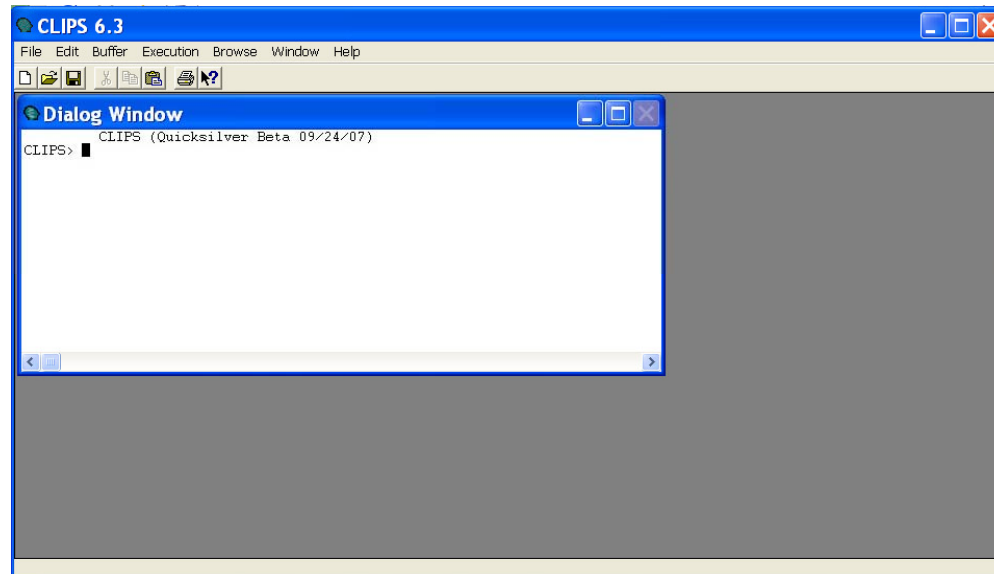 CLIPS 6.3
File Edit Buffer Execution Browse Window Help
Dialog Window
CLIPS (Quicksilver Beta 09/24/07)
CLIPS>